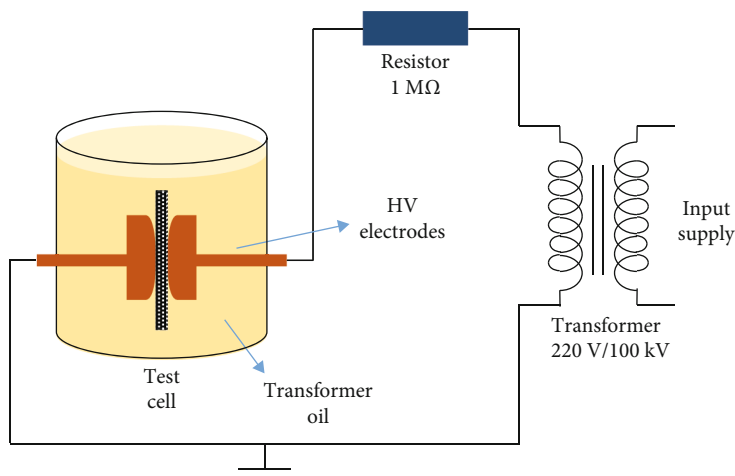 Resistor
1 MΩ
HV
electrodes
Input
supply
Transformer
220 V/100 kV
Test
cell
Transformer
oil